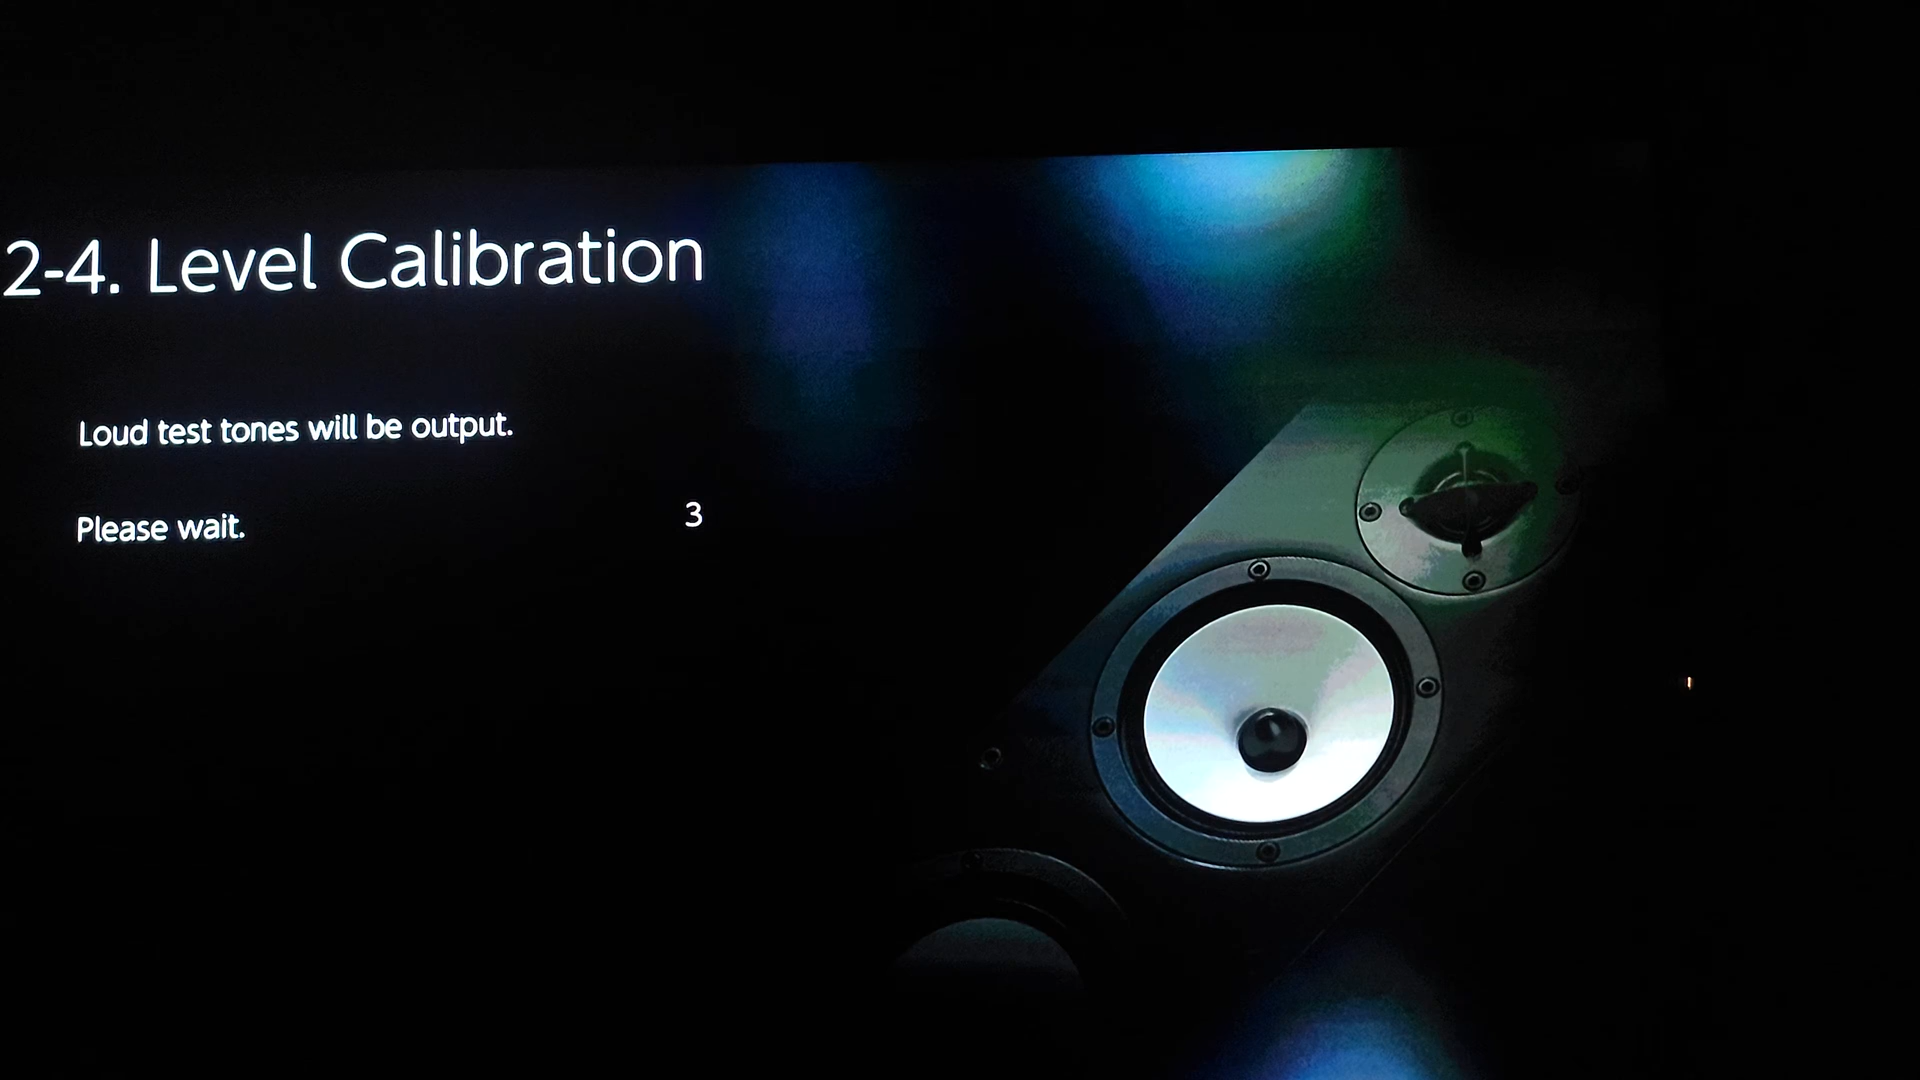 2-4. Level Calibration
Loud test tones will be output.
Please wait.
3